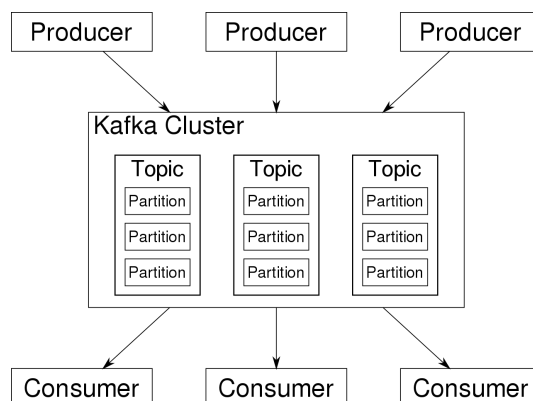 Producer Producer Producer
Kafka Cluster
Topic Topic Topic
Partition Partition Partition
Partition Partition Partition
Partition Partition Partition
Consumer Consumer Consumer